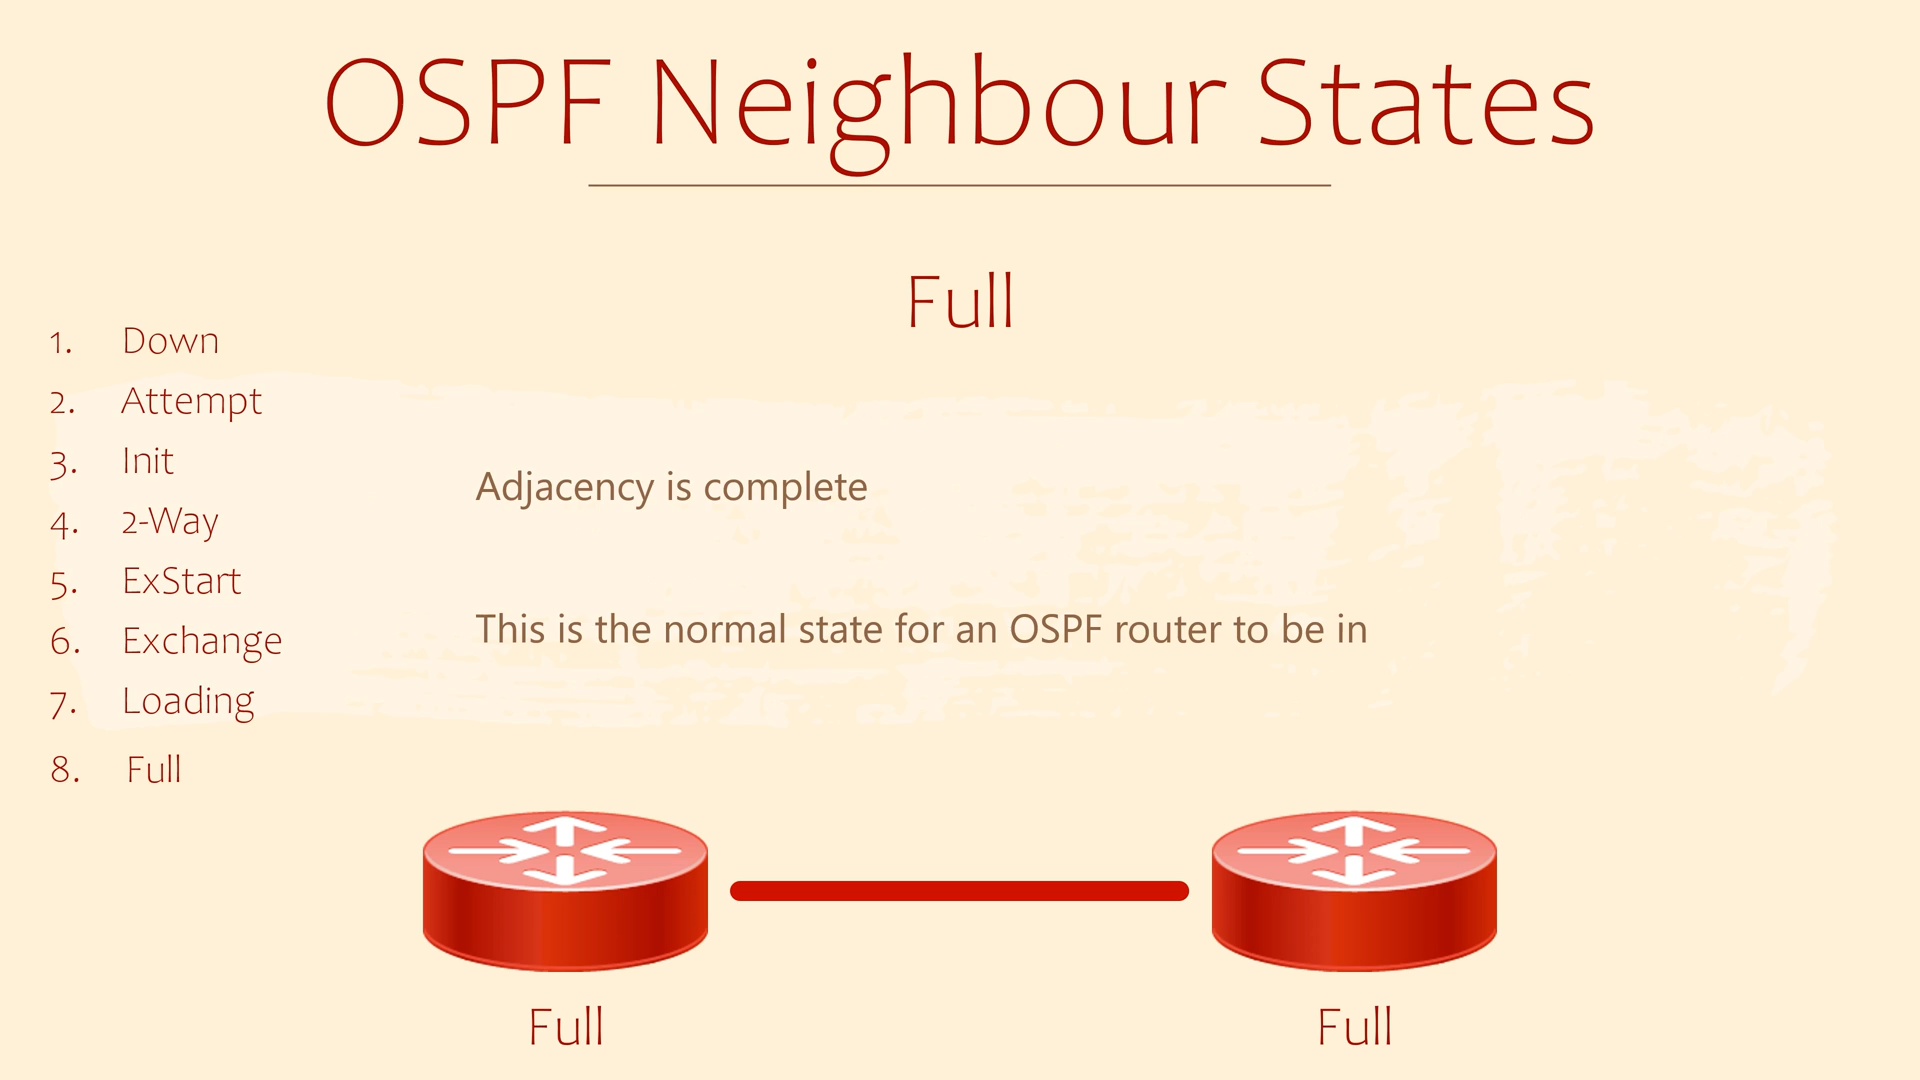 OSPF Neighbour States
Full
1. Down
2. Attempt
3. Init
4. 2-Way
5. ExStart
6. Exchange
7. Loading
8. Full
Adjacency is complete
This is the normal state for an OSPF router to be in
Full
Full